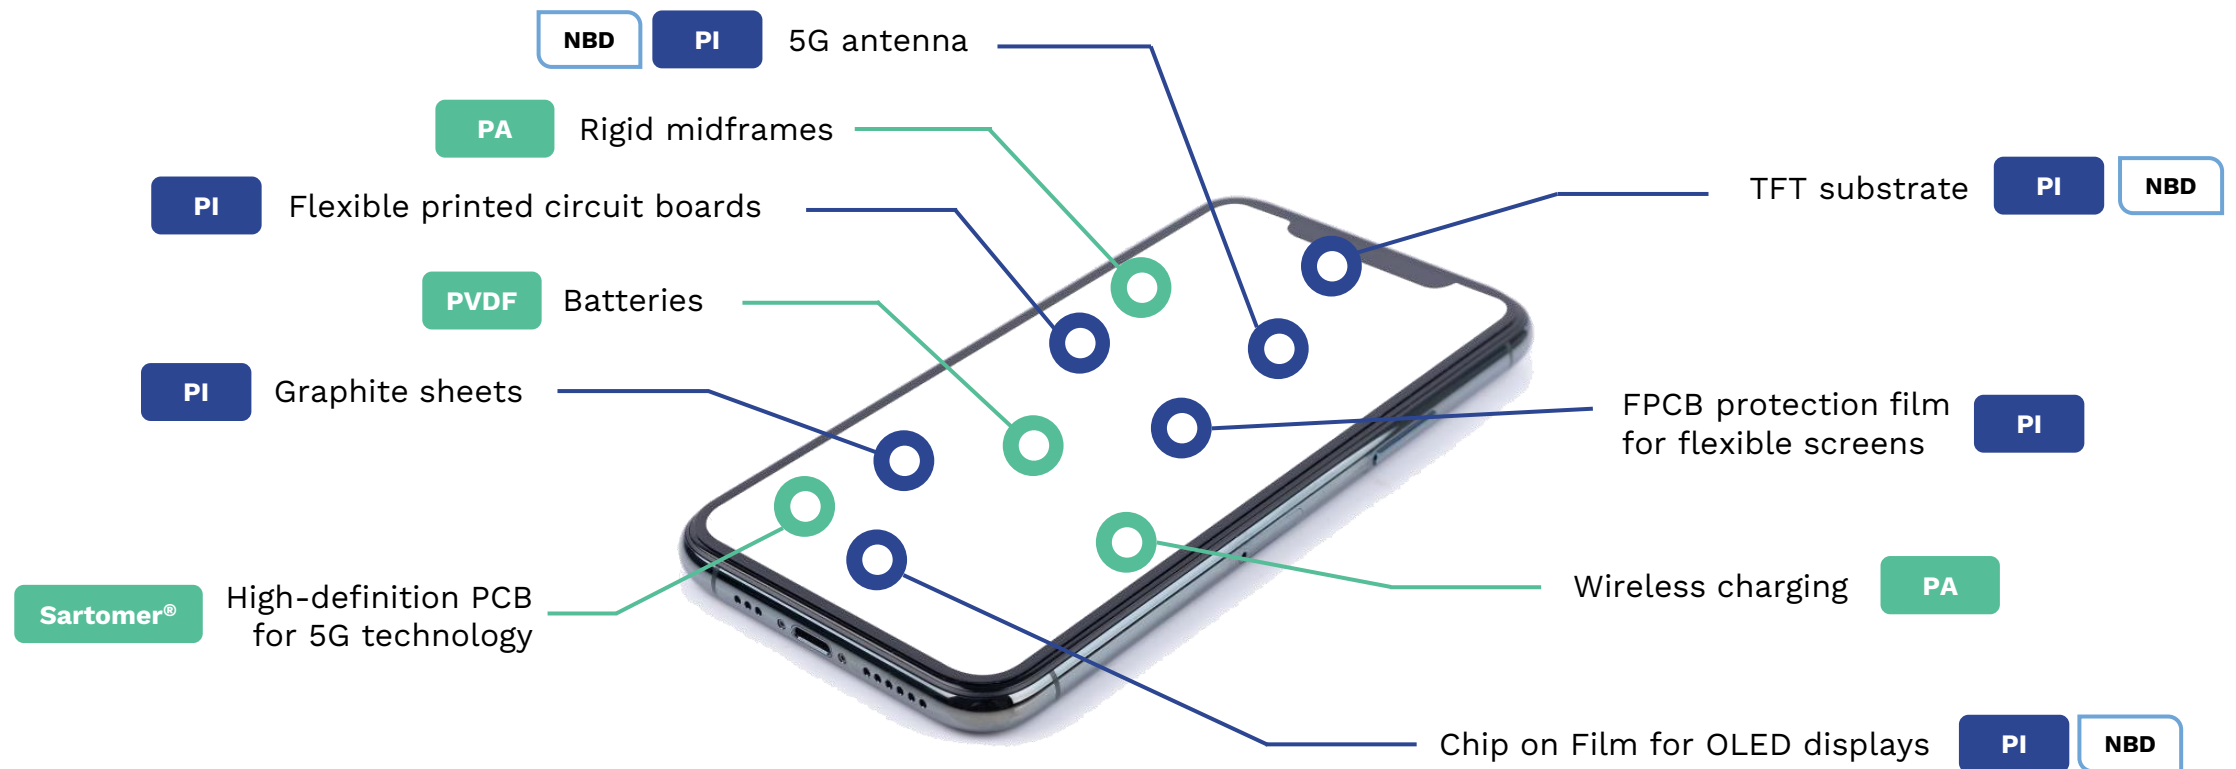 NBD PI 5G antenna
PA Rigid midframes
PI Flexible printed circuit boards
PVDF Batteries
PI Graphite sheets
Sartomer® High-definition PCB
for 5G technology
TFT substrate PI NBD
FPCB protection film
for flexible screens PI
Wireless charging PA
Chip on Film for OLED displays PI NBD